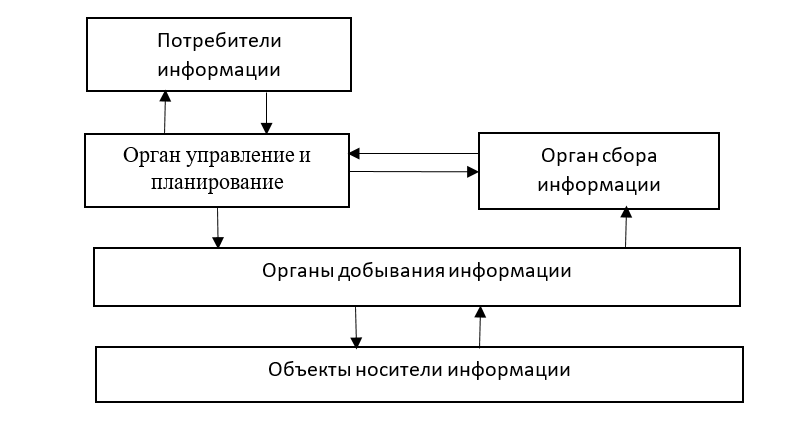 Потребители
информации
Орган управление и
планирование
Орган сбора
информации
Органы добывания информации
Объекты носители информации